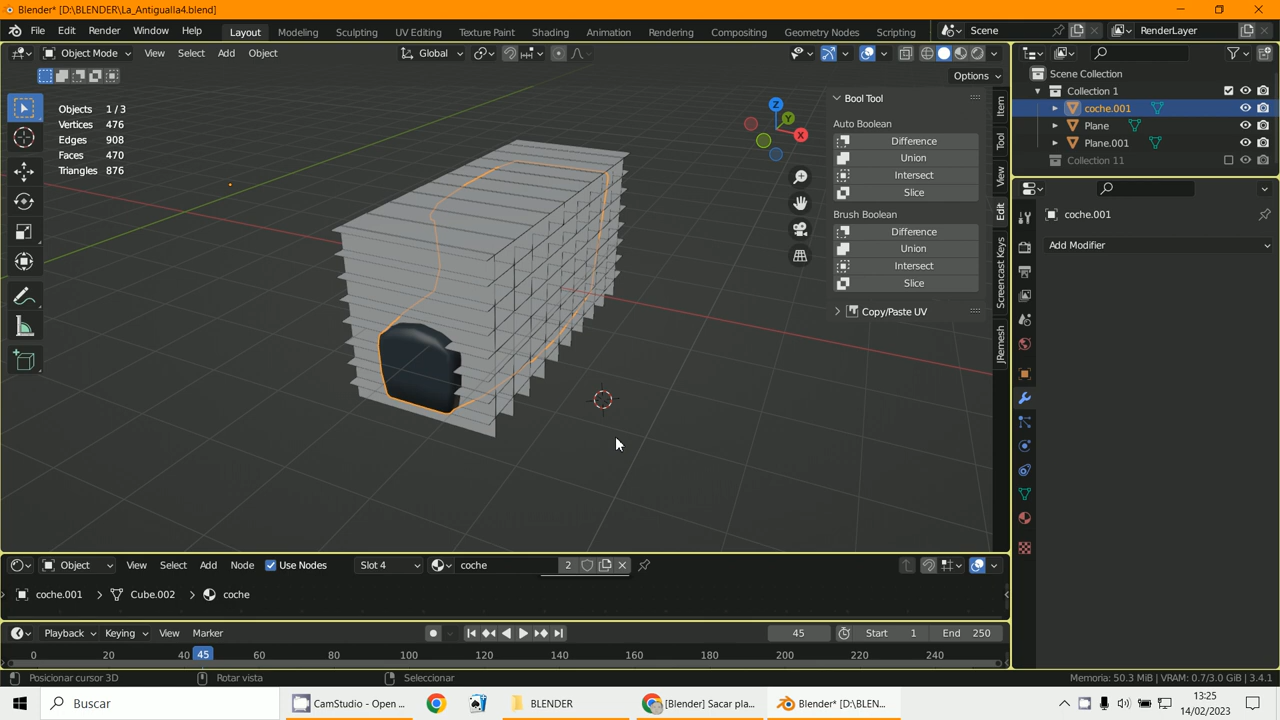 Blender* [D:\BLENDER\La_Antigualla4.blend]
File Edit Render Window Help Layout Modeling Sculpting UV Editing Texture Paint Shading Animation Rendering Compositing Geometry Nodes Scripting Scene RenderLayer
Object Mode View Select Add Object Global
Options
Objects 1 / 3
Vertices 476
Edges 908
Faces 470
Triangles 876
Z
Y
X
Bool Tool
Auto Boolean
Difference
Union
Intersect
Slice
Brush Boolean
Difference
Union
Intersect
Slice
Copy/Paste UV
Item
Tool
View
Edit
Screencast Keys
JRemesh
Scene Collection
Collection 1
coche.001
Plane
Plane.001
Collection 11
coche.001
Add Modifier
Object View Select Add Node Use Nodes Slot 4 coche 2
coche.001 > Cube.002 > coche
Playback Keying View Marker 45 Start 1 End 250
0 20 40 45 60 80 100 120 140 160 180 200 220 240
Posicionar cursor 3D Rotar vista Seleccionar Memoria: 50.3 MiB | VRAM: 0.7/3.0 GiB | 3.4.1
Buscar CamStudio - Open ... BLENDER [Blender] Sacar pla... Blender* [D:\BLEN...
13:25
14/02/2023